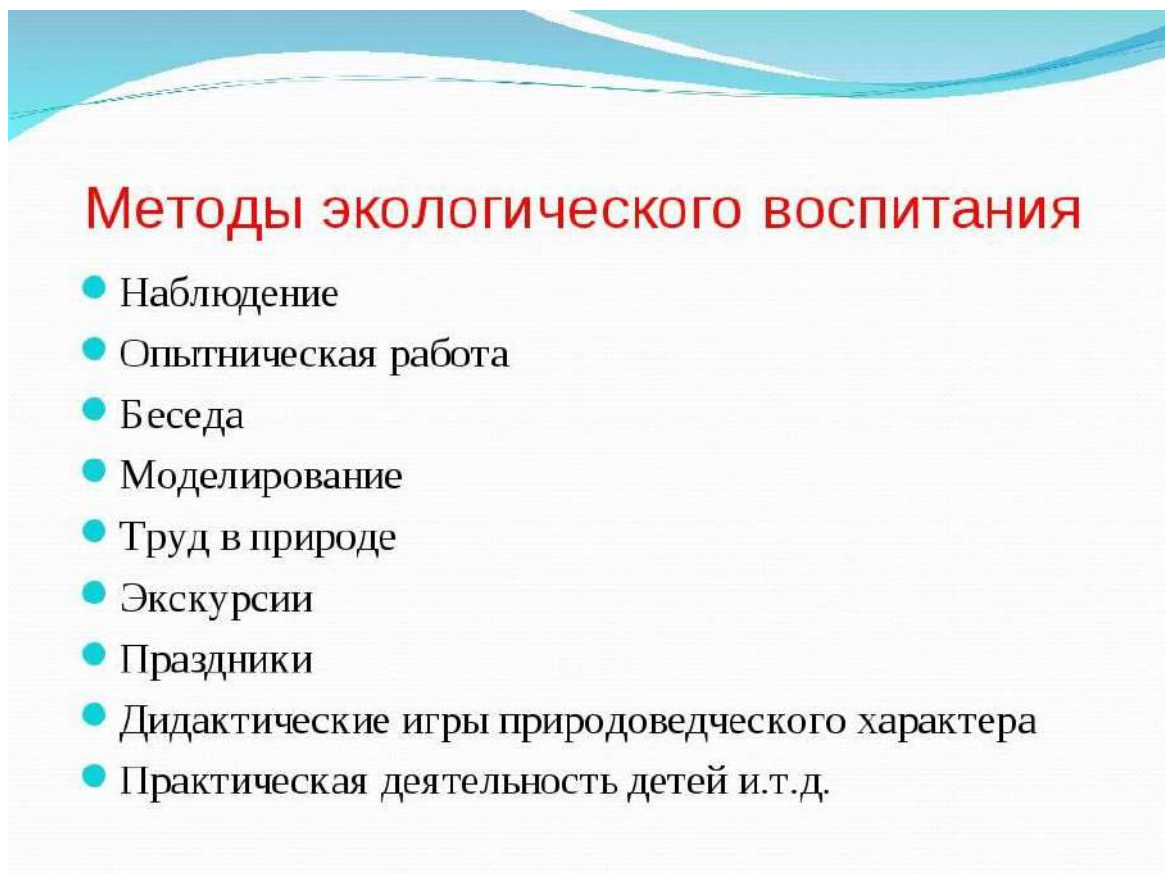 Методы экологического воспитания
Наблюдение
Опытническая работа
Беседа
Моделирование
Труд в природе
Экскурсии
Праздники
Дидактические игры природоведческого характера
Практическая деятельность детей и.т.д.